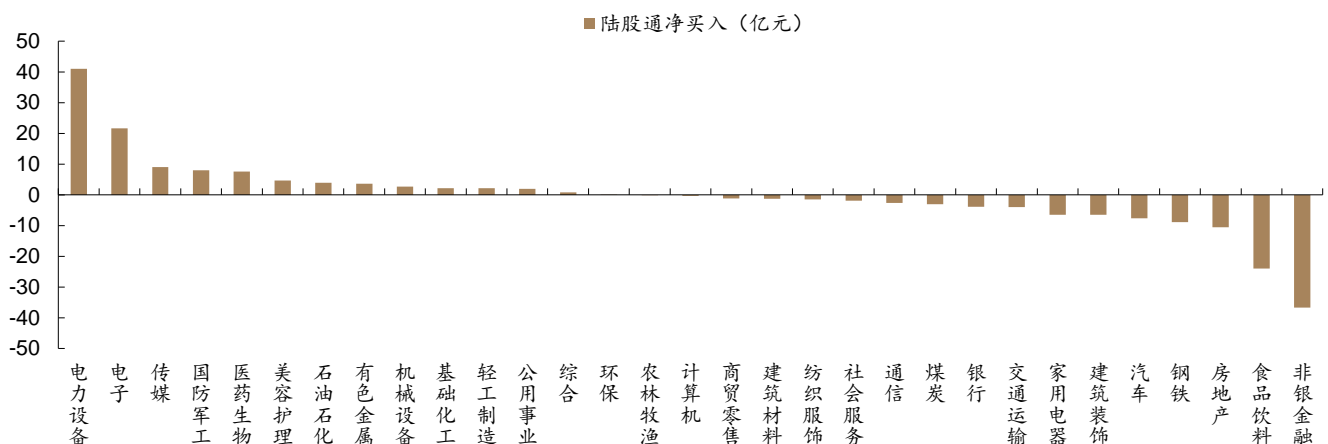 陆股通净买入（亿元）
50
40
30
20
10
0
-10
-20
-30
-40
-50
电力设备
电子
传媒
国防军工
医药生物
美容护理
石油石化
有色金属
机械设备
基础化工
轻工制造
公用事业
综合
环保
农林牧渔
计算机
商贸零售
建筑材料
纺织服饰
社会服务
通信
煤炭
银行
交通运输
家用电器
建筑装饰
汽车
钢铁
房地产
食品饮料
非银金融